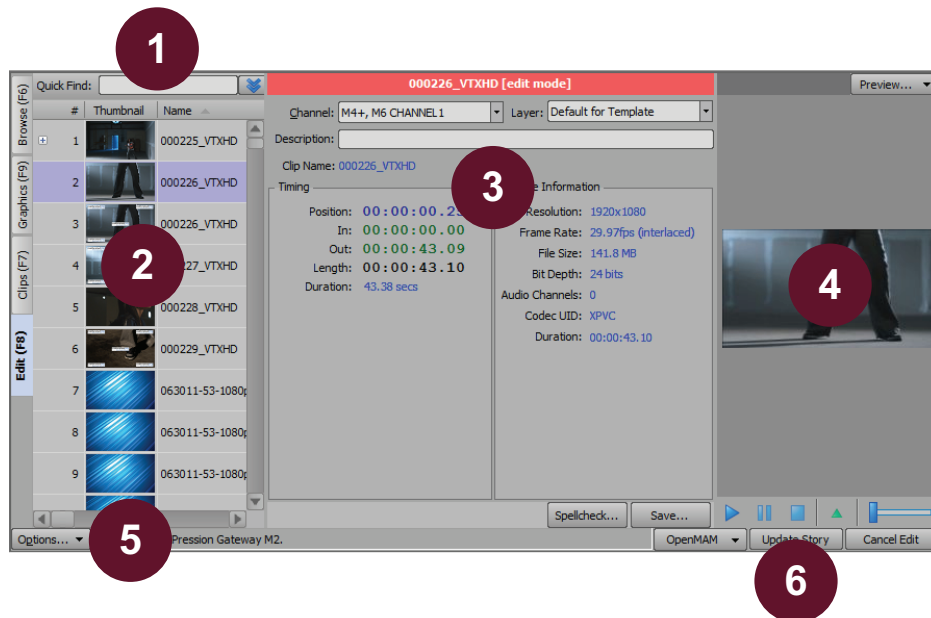 1
Quick Find:
000226_VTXHD [edit mode]
Preview...
Browse (F6)
Graphics (F9)
Clips (F7)
Edit (F8)
# Thumbnail Name
1 000225_VTXHD
2 000226_VTXHD
3 000226_VTXHD
4 27_VTXHD
5 000228_VTXHD
6 000229_VTXHD
7 063011-53-1080p
8 063011-53-1080p
9 063011-53-1080p
2
Channel: M4++, M6 CHANNEL1 Layer: Default for Template
Description:
Clip Name: 000226_VTXHD
3
Timing
Position: 00:00:00.2
In: 00:00:00.00
Out: 00:00:43.09
Length: 00:00:43.10
Duration: 43.38 secs
Information
Resolution: 1920x1080
Frame Rate: 29.97fps (interlaced)
File Size: 141.8 MB
Bit Depth: 24 bits
Audio Channels: 0
Codec UID: XPVC
Duration: 00:00:43.10
4
Spellcheck... Save...
Options...
5
Pression Gateway M2.
OpenMAM Update Story Cancel Edit
6